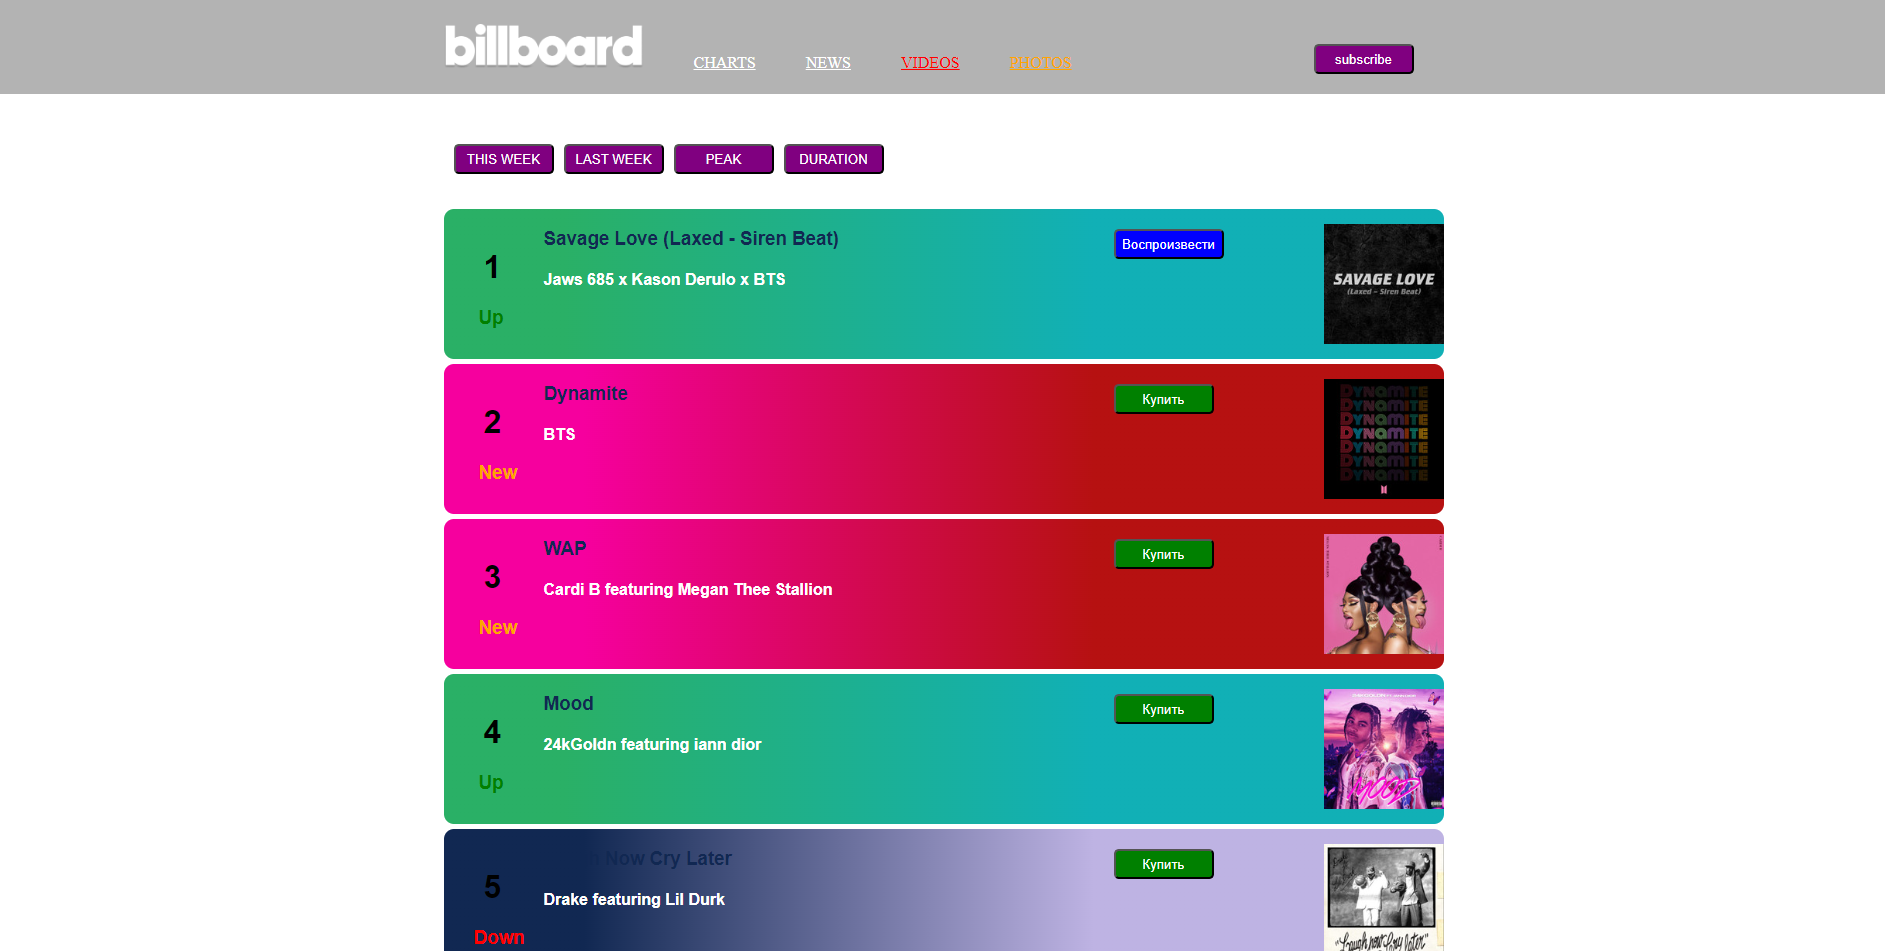 billboard
CHARTS NEWS VIDEOS PHOTOS subscribe
THIS WEEK LAST WEEK PEAK DURATION
Savage Love (Laxed - Siren Beat)
1
Jaws 685 x Kason Derulo x BTS
Up
Воспроизвести
SAVAGE LOVE
(Laxed – Siren Beat)
Dynamite
2
BTS
New
Купить
DYNAMITE
DYNAMITE
DYNAMITE
DYNAMITE
DYNAMITE
DYNAMITE
DYNAMITE
WAP
3
Cardi B featuring Megan Thee Stallion
New
Купить
Mood
4
24kGoldn featuring iann dior
Up
Купить
MOOD
Now Cry Later
5
Drake featuring Lil Durk
Down
Купить
"Laugh now Cry later"